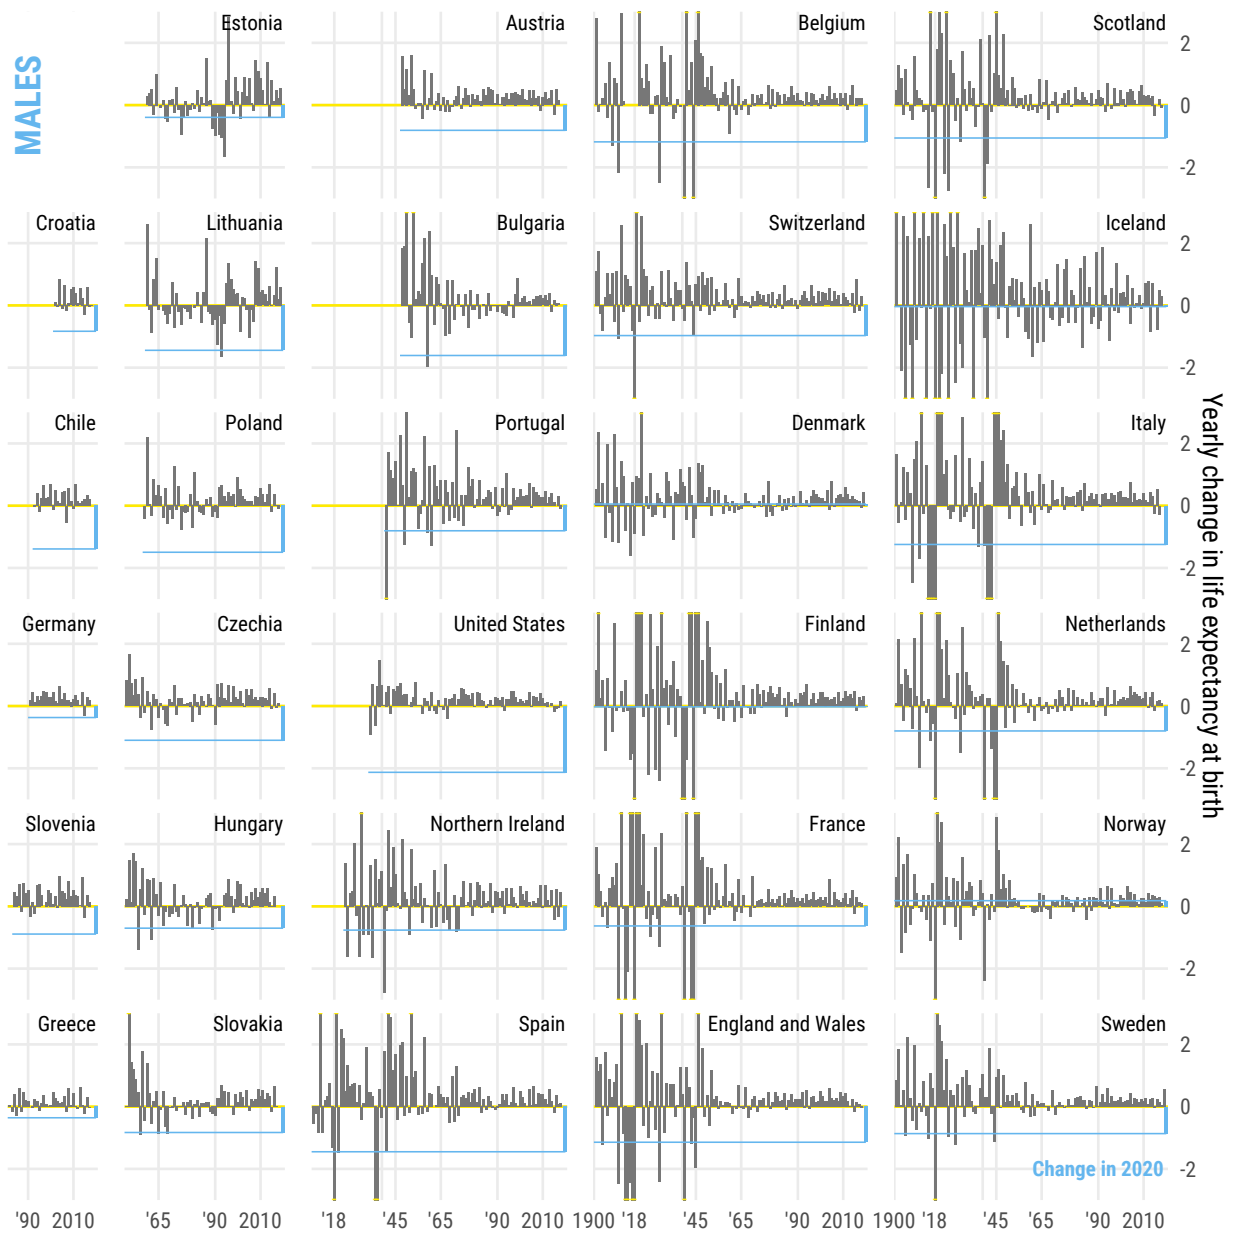 MALES
Estonia
Austria
Belgium
Scotland
2
0
-2
Croatia
Lithuania
Bulgaria
Switzerland
Iceland
2
0
-2
Chile
Poland
Portugal
Denmark
Italy
2
0
-2
Germany
Czechia
United States
Finland
Netherlands
2
0
-2
Slovenia
Hungary
Northern Ireland
France
Norway
2
0
-2
Greece
Slovakia
Spain
England and Wales
Sweden
2
0
-2
Change in 2020
'90 2010
'65 '90 2010
'18 '45 '65 '90 2010
1900 '18 '45 '65 '90 2010
1900 '18 '45 '65 '90 2010
Yearly change in life expectancy at birth